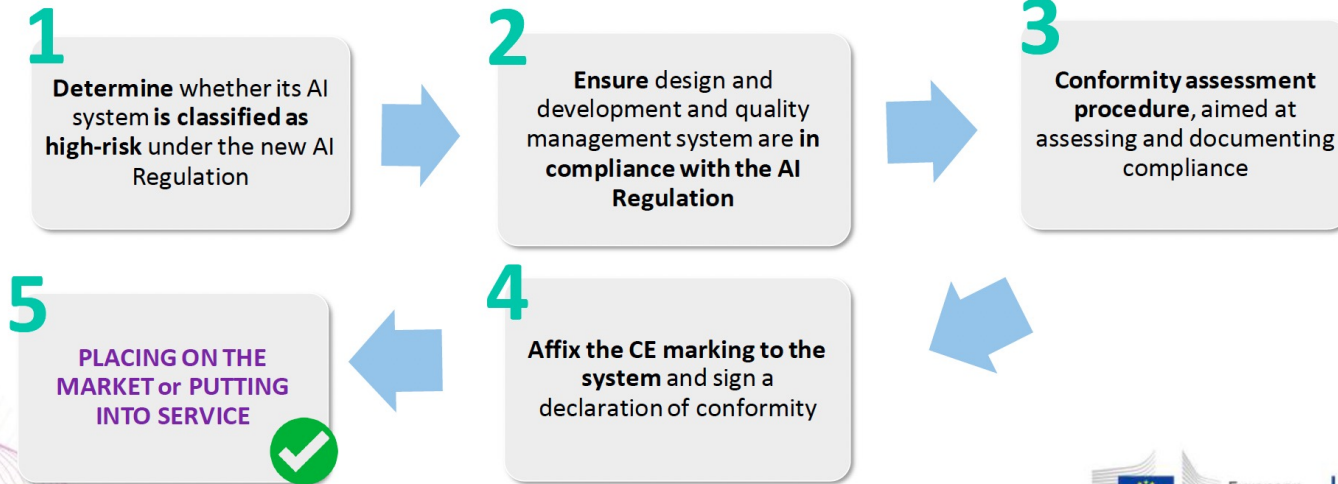 1
Determine whether its AI
system is classified as
high-risk under the new AI
Regulation
2
Ensure design and
development and quality
management system are in
compliance with the AI
Regulation
3
Conformity assessment
procedure, aimed at
assessing and documenting
compliance
4
Affix the CE marking to the
system and sign a
declaration of conformity
5
PLACING ON THE
MARKET or PUTTING
INTO SERVICE